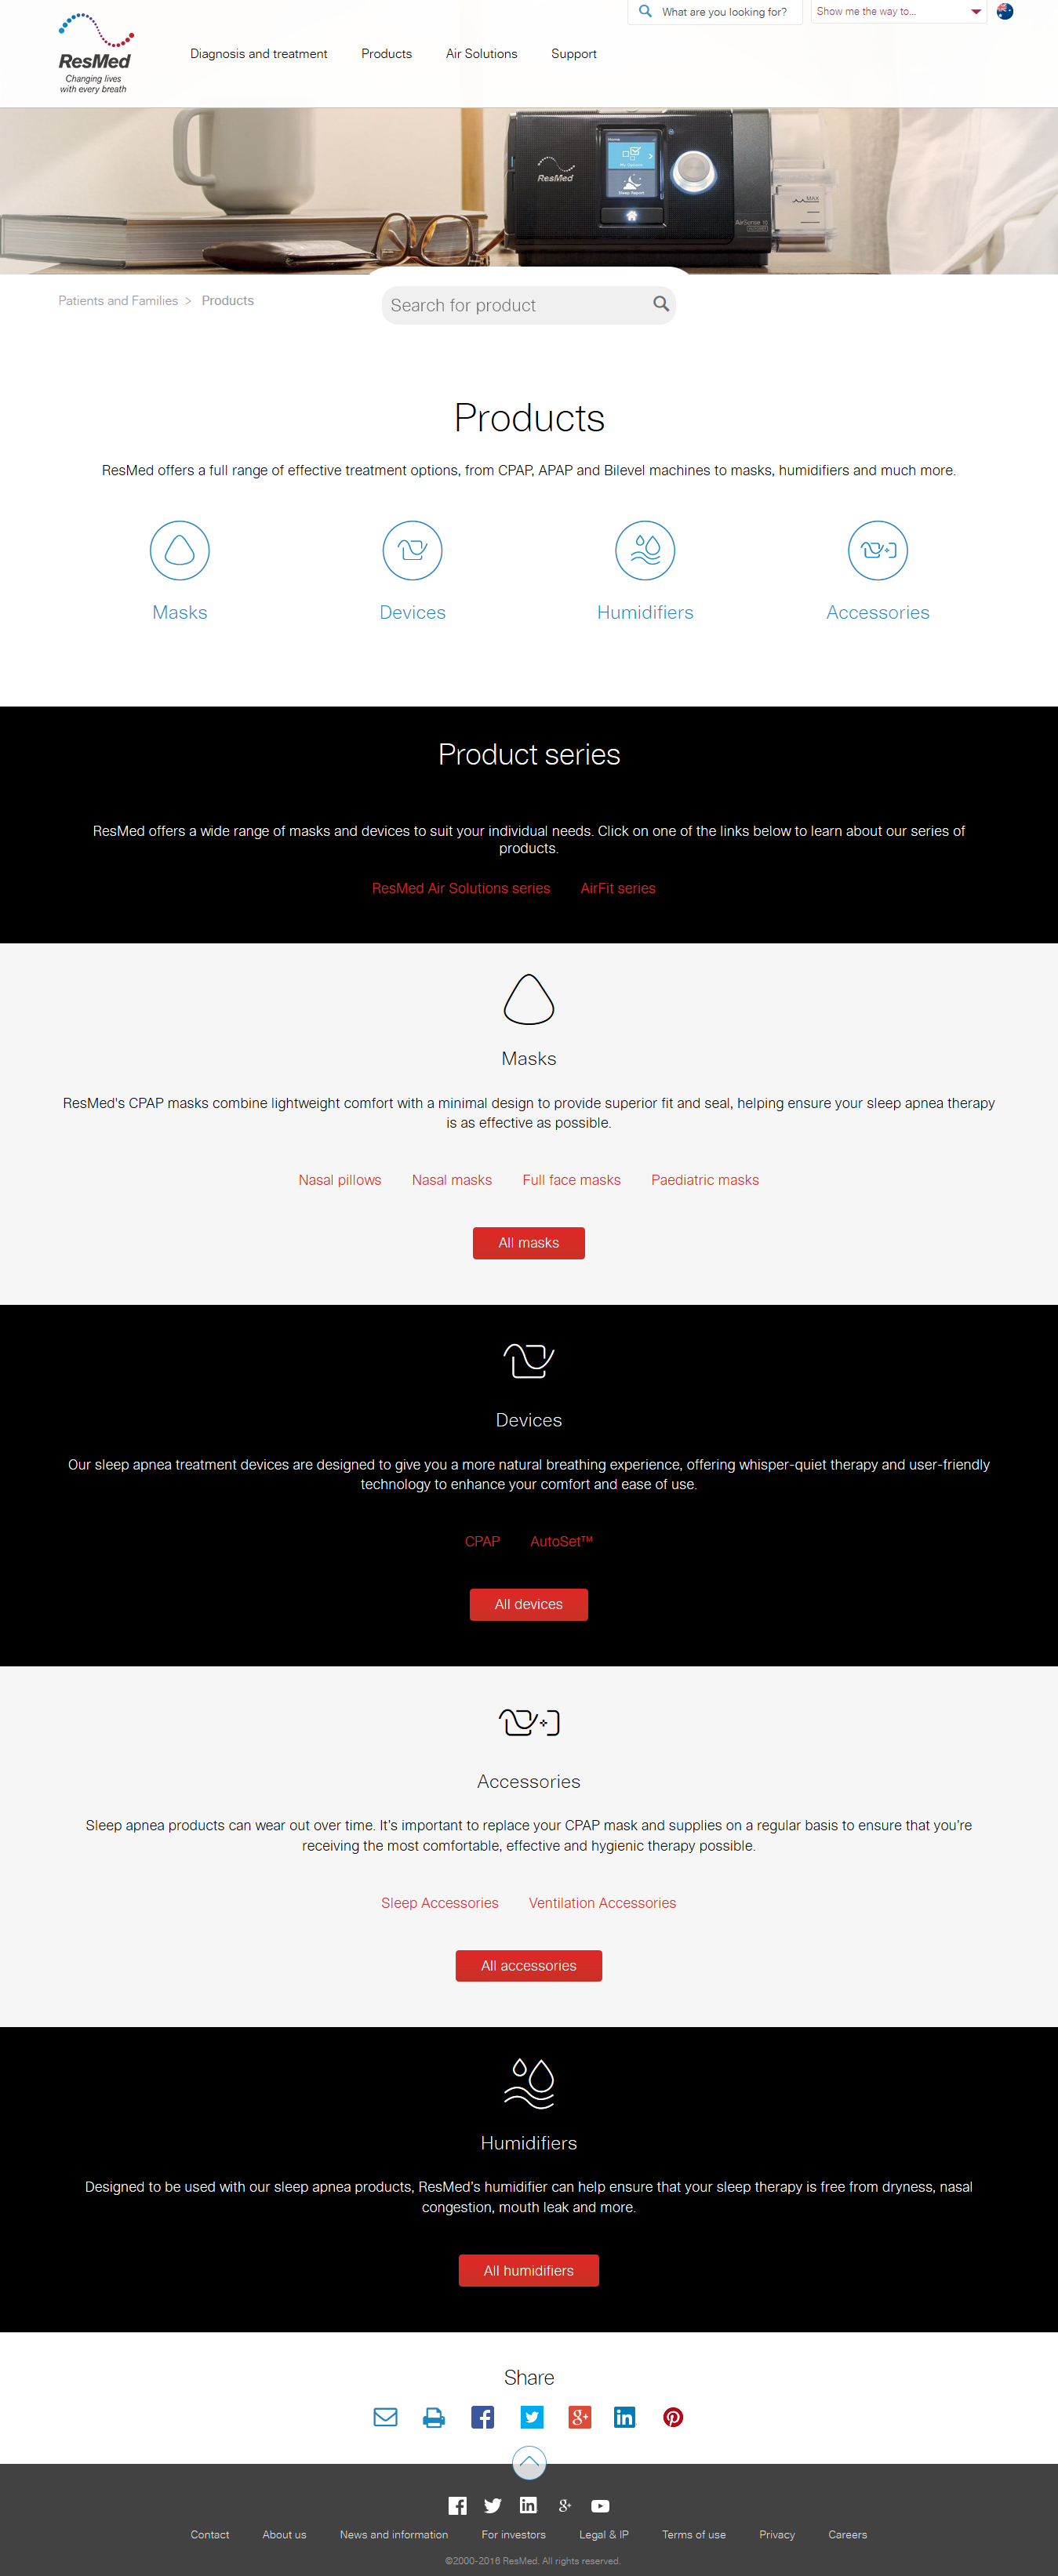 What are you looking for?
Show me the way to...
ResMed
Changing lives
with every breath
Diagnosis and treatment
Products
Air Solutions
Support
ResMed
Home
My Options
Sleep Report
AirSense 10
MAX
Patients and Families > Products
Search for product
Products
ResMed offers a full range of effective treatment options, from CPAP, APAP and Bilevel machines to masks, humidifiers and much more.
Masks
Devices
Humidifiers
Accessories
Product series
ResMed offers a wide range of masks and devices to suit your individual needs. Click on one of the links below to learn about our series of
products.
ResMed Air Solutions series
AirFit series
Masks
ResMed's CPAP masks combine lightweight comfort with a minimal design to provide superior fit and seal, helping ensure your sleep apnea therapy
is as effective as possible.
Nasal pillows
Nasal masks
Full face masks
Paediatric masks
All masks
Devices
Our sleep apnea treatment devices are designed to give you a more natural breathing experience, offering whisper-quiet therapy and user-friendly
technology to enhance your comfort and ease of use.
CPAP
AutoSet™
All devices
Accessories
Sleep apnea products can wear out over time. It's important to replace your CPAP mask and supplies on a regular basis to ensure that you're
receiving the most comfortable, effective and hygienic therapy possible.
Sleep Accessories
Ventilation Accessories
All accessories
Humidifiers
Designed to be used with our sleep apnea products, ResMed's humidifier can help ensure that your sleep therapy is free from dryness, nasal
congestion, mouth leak and more.
All humidifiers
Share
Contact
About us
News and information
For investors
Legal & IP
Terms of use
Privacy
Careers
©2000-2016 ResMed. All rights reserved.